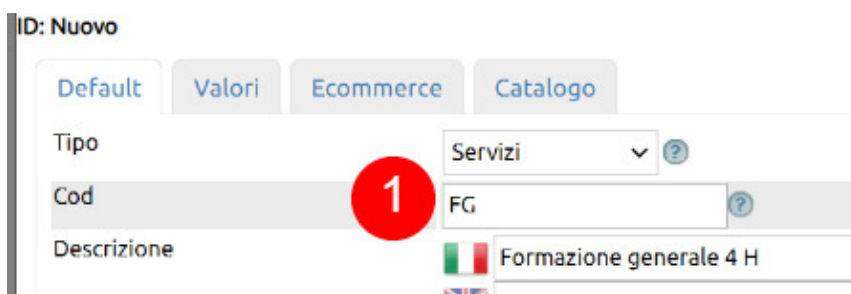 ID: Nuovo
Default Valori Ecommerce Catalogo
Tipo Servizi
Cod 1 FG
Descrizione Formazione generale 4 H